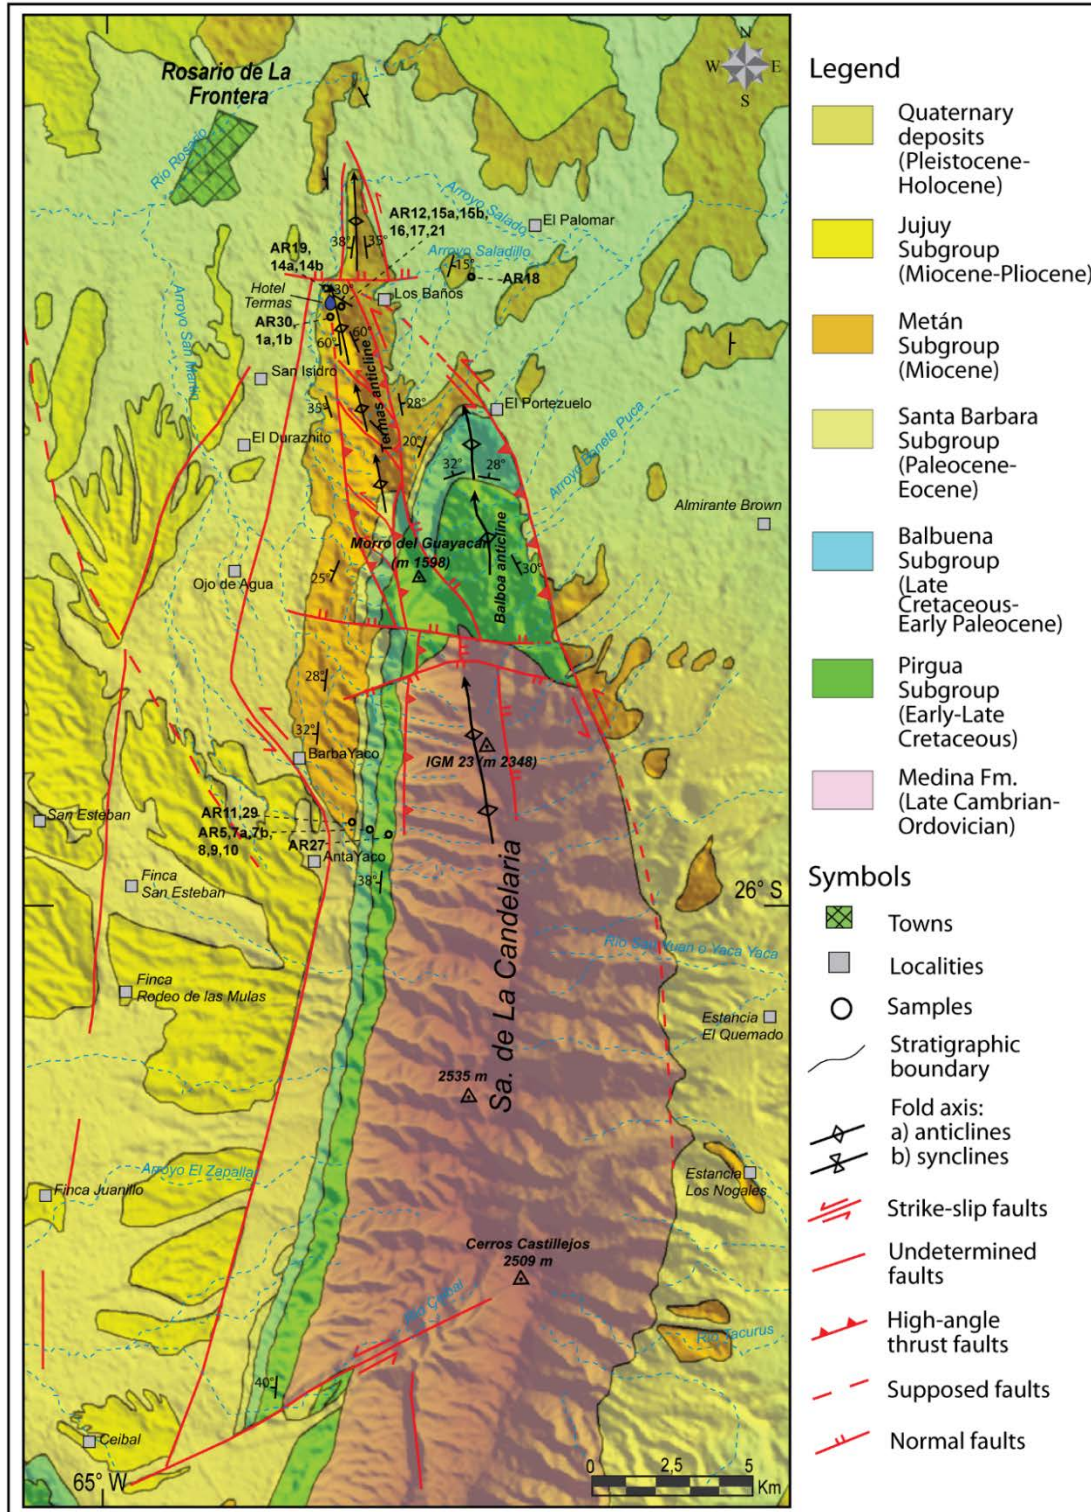 Rosario de La
Frontera
N
W E
S
Rio Rosario
Arroyo Salado
El Palomar
AR12,15a,15b,
16,17,21
AR19,
14a,14b
38°
35°
Arroyo Saladillo
15°
AR18
Hotel
Termas
30°
Los Baños
AR30,
1a,1b
60°
60°
Arroyo San Martin
San Isidro
Termas anticline
35°
28°
El Portezuelo
El Duraznito
20°
32°
28°
Arroyo Bonete Puca
Almirante Brown
Morro del Guayacan
(m 1598)
Balboa anticline
Ojo de Agua
25°
30°
28°
32°
BarbaYaco
IGM 23 (m 2348)
San Esteban
AR11,29
AR5,7a,7b,
8,9,10
AR27
AntaYaco
38°
Finca
San Esteban
Sa. de La Candelaria
26° S
Rio San Yuan o Yaca Yaca
Finca
Rodeo de las Mulas
Estancia
El Quemado
2535 m
Arroyo El Zapallar
Finca Juanillo
Estancia
Los Nogales
Cerros Castillejos
2509 m
Rio Ceibal
Rio Tacurus
40°
Ceibal
65° W
0 2,5 5
Km
Legend
Quaternary
deposits
(Pleistocene-
Holocene)
Jujuy
Subgroup
(Miocene-Pliocene)
Metán
Subgroup
(Miocene)
Santa Barbara
Subgroup
(Paleocene-
Eocene)
Balbuena
Subgroup
(Late
Cretaceous-
Early Paleocene)
Pirgua
Subgroup
(Early-Late
Cretaceous)
Medina Fm.
(Late Cambrian-
Ordovician)
Symbols
Towns
Localities
Samples
Stratigraphic
boundary
Fold axis:
a) anticlines
b) synclines
Strike-slip faults
Undetermined
faults
High-angle
thrust faults
Supposed faults
Normal faults